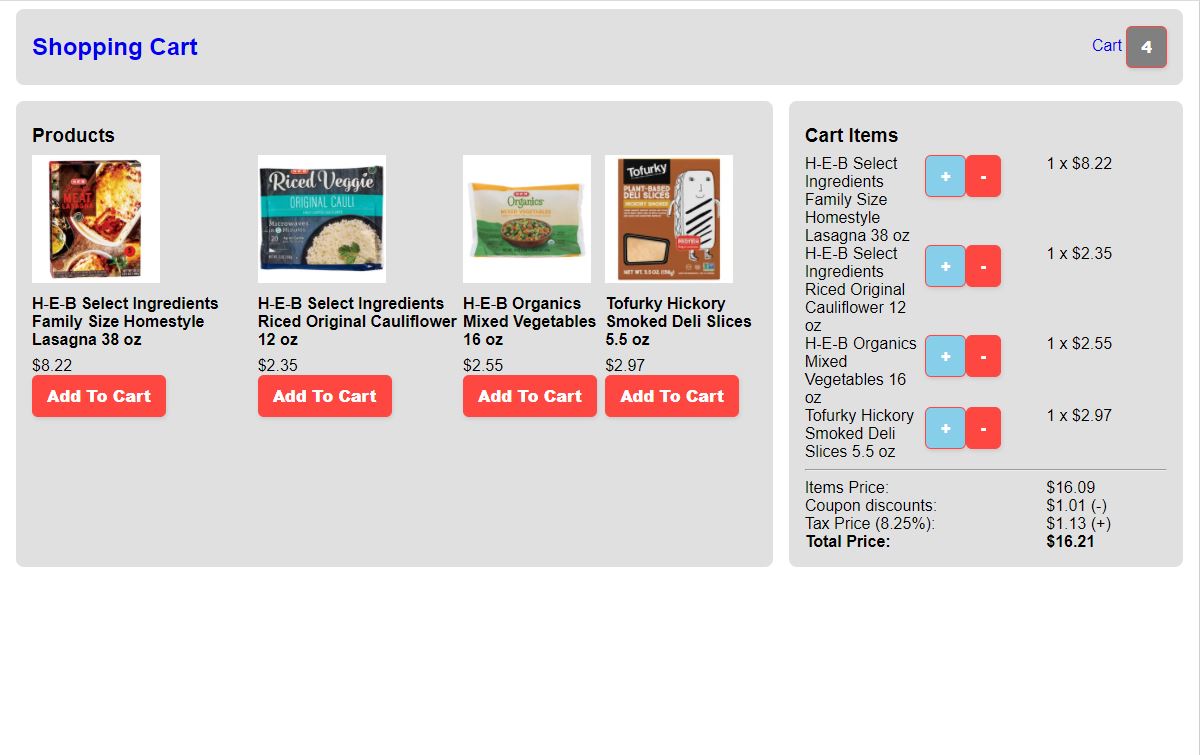 Shopping Cart
Cart 4
Products
MEAT
LASAGNA
H-E-B Select Ingredients
Family Size Homestyle
Lasagna 38 oz
$8.22
Add To Cart
H-E-B
Riced Veggie
ORIGINAL CAULI
Microwaves
in 5 Minutes
20
H-E-B Select Ingredients
Riced Original Cauliflower
12 oz
$2.35
Add To Cart
H-E-B
Organics
MIXED VEGETABLES
H-E-B Organics
Mixed Vegetables
16 oz
$2.55
Add To Cart
Tofurky
PLANT-BASED
DELI SLICES
HICKORY SMOKED
PROTEIN
NET WT. 5.5 OZ. (156g)
Tofurky Hickory
Smoked Deli Slices
5.5 oz
$2.97
Add To Cart
Cart Items
H-E-B Select
Ingredients
Family Size
Homestyle
Lasagna 38 oz
+ -
1 x $8.22
H-E-B Select
Ingredients
Riced Original
Cauliflower 12
oz
+ -
1 x $2.35
H-E-B Organics
Mixed
Vegetables 16
oz
+ -
1 x $2.55
Tofurky Hickory
Smoked Deli
Slices 5.5 oz
+ -
1 x $2.97
Items Price: $16.09
Coupon discounts: $1.01 (-)
Tax Price (8.25%): $1.13 (+)
Total Price: $16.21